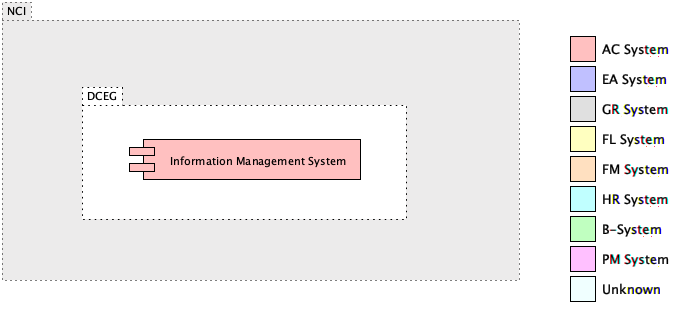 NCI
DCEG
Information Management System
AC System
EA System
GR System
FL System
FM System
HR System
B-System
PM System
Unknown